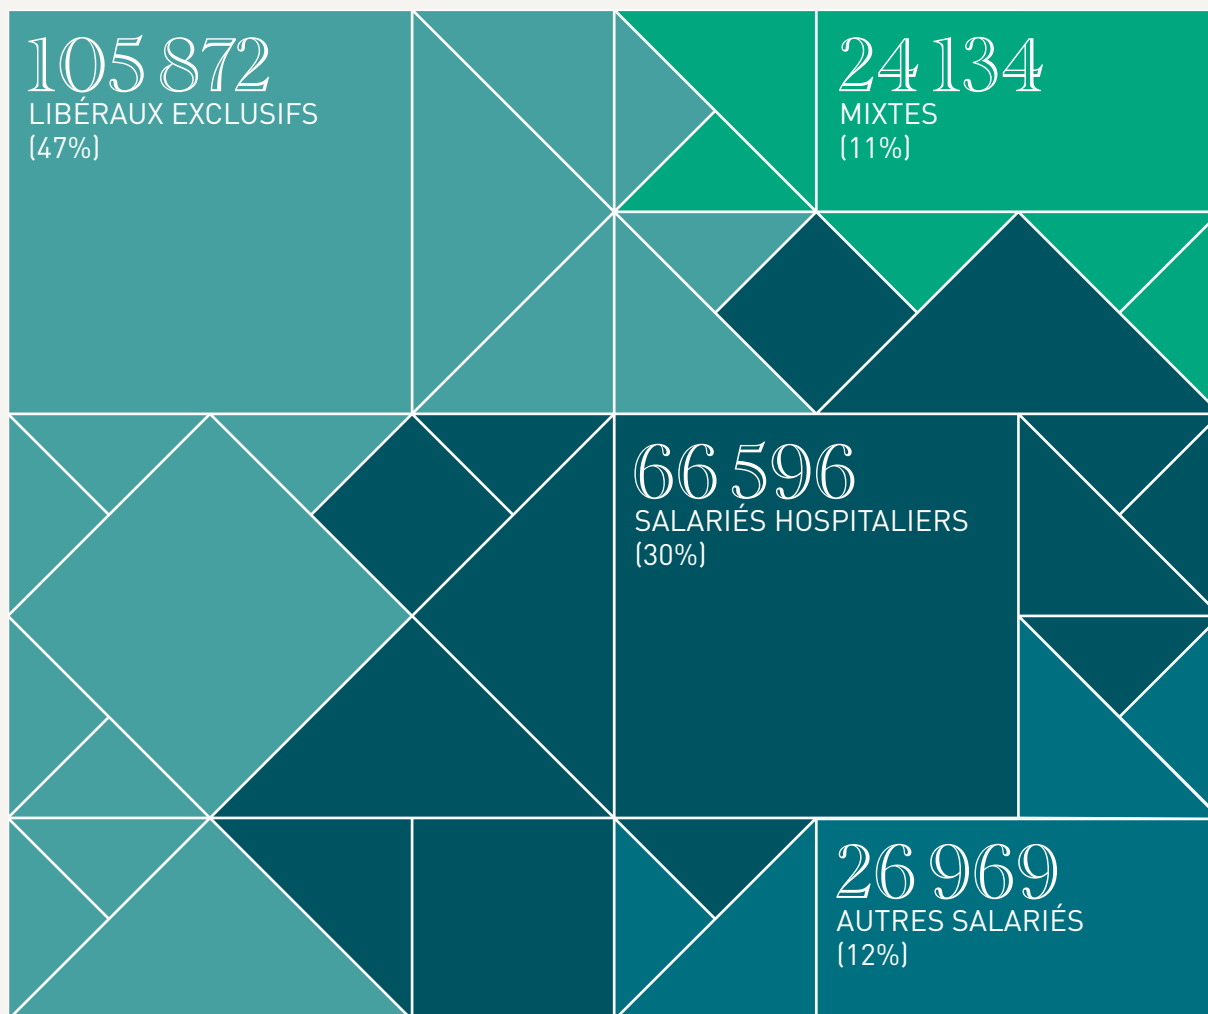 105 872
LIBÉRAUX EXCLUSIFS
(47%)
24 134
MIXTES
(11%)
66 596
SALARIÉS HOSPITALIERS
(30%)
26 969
AUTRES SALARIÉS
(12%)